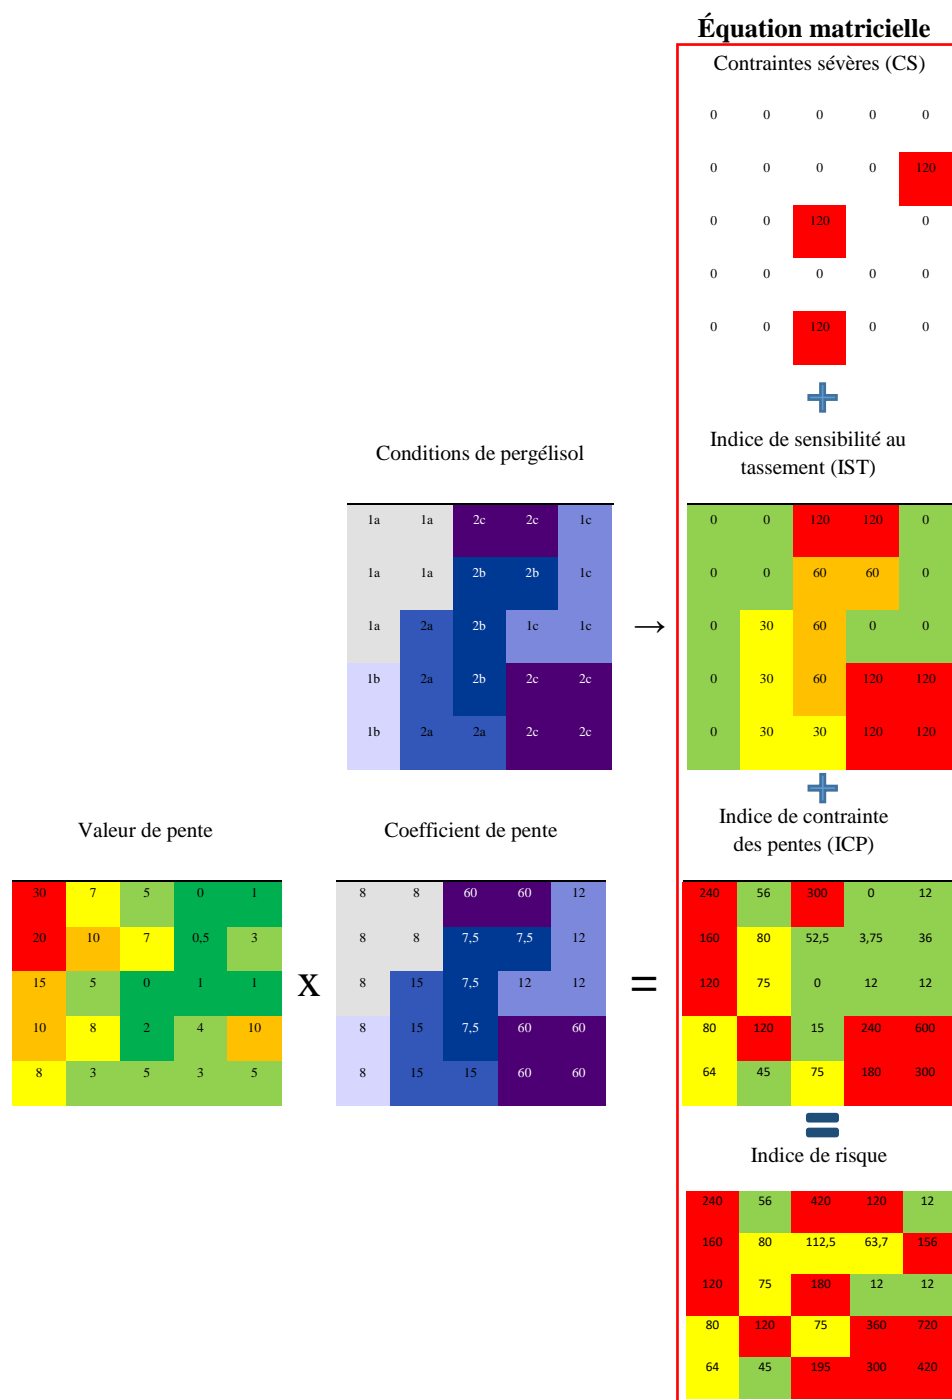 Équation matricielle
Contraintes sévères (CS)
0 0 0 0 0
0 0 0 0 120
0 0 120 0
0 0 0 0 0
0 0 120 0 0
+
Conditions de pergélisol
Indice de sensibilité au
tassement (IST)
1a 1a 2c 2c 1c
1a 1a 2b 2b 1c
1a 2a 2b 1c 1c
1b 2a 2b 2c 2c
1b 2a 2a 2c 2c
→
0 0 120 120 0
0 0 60 60 0
0 30 60 0 0
0 30 60 120 120
0 30 30 120 120
+
Valeur de pente
Coefficient de pente
Indice de contrainte
des pentes (ICP)
30 7 5 0 1
20 10 7 0,5 3
15 5 0 1 1
10 8 2 4 10
8 3 5 3 5
x
8 8 60 60 12
8 8 7,5 7,5 12
8 15 7,5 12 12
8 15 7,5 60 60
8 15 15 60 60
=
240 56 300 0 12
160 80 52,5 3,75 36
120 75 0 12 12
80 120 15 240 600
64 45 75 180 300
=
Indice de risque
240 56 420 120 12
160 80 112,5 63,7 156
120 75 180 12 12
80 120 75 360 720
64 45 195 300 420